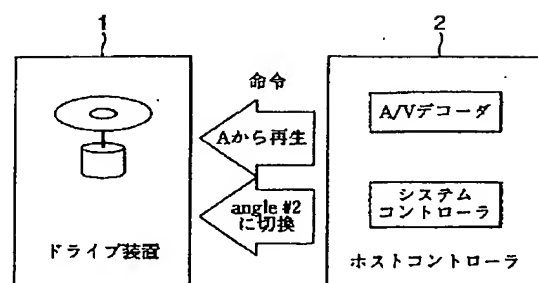 1
2
命令
A/Vデコーダ
Aから再生
システム
コントローラ
angle #2
に切換
ドライブ装置
ホストコントローラ